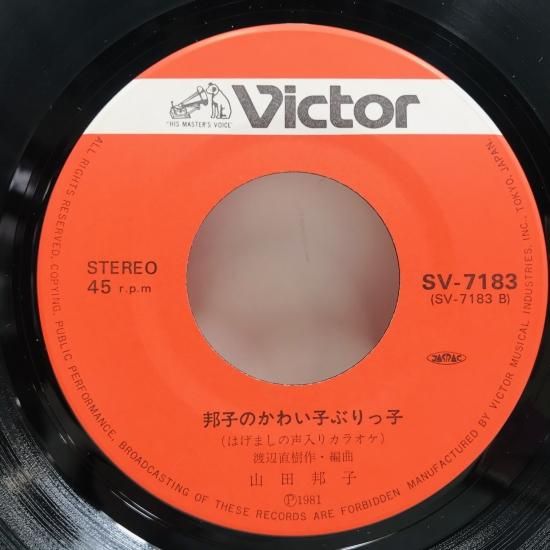 Victor
"HIS MASTER'S VOICE"
STEREO
45 r.p.m
SV-7183
(SV-7183 B)
JASRAC
邦子のかわい子ぶりっ子
(はげましの声入りカラオケ)
渡辺直樹作・編曲
山田邦子
Ⓟ1981
ALL RIGHTS RESERVED. COPYING, PUBLIC PERFORMANCE, BROADCASTING OF THESE RECORDS ARE FORBIDDEN MANUFACTURED BY VICTOR MUSICAL INDUSTRIES, INC., TOKYO, JAPAN.